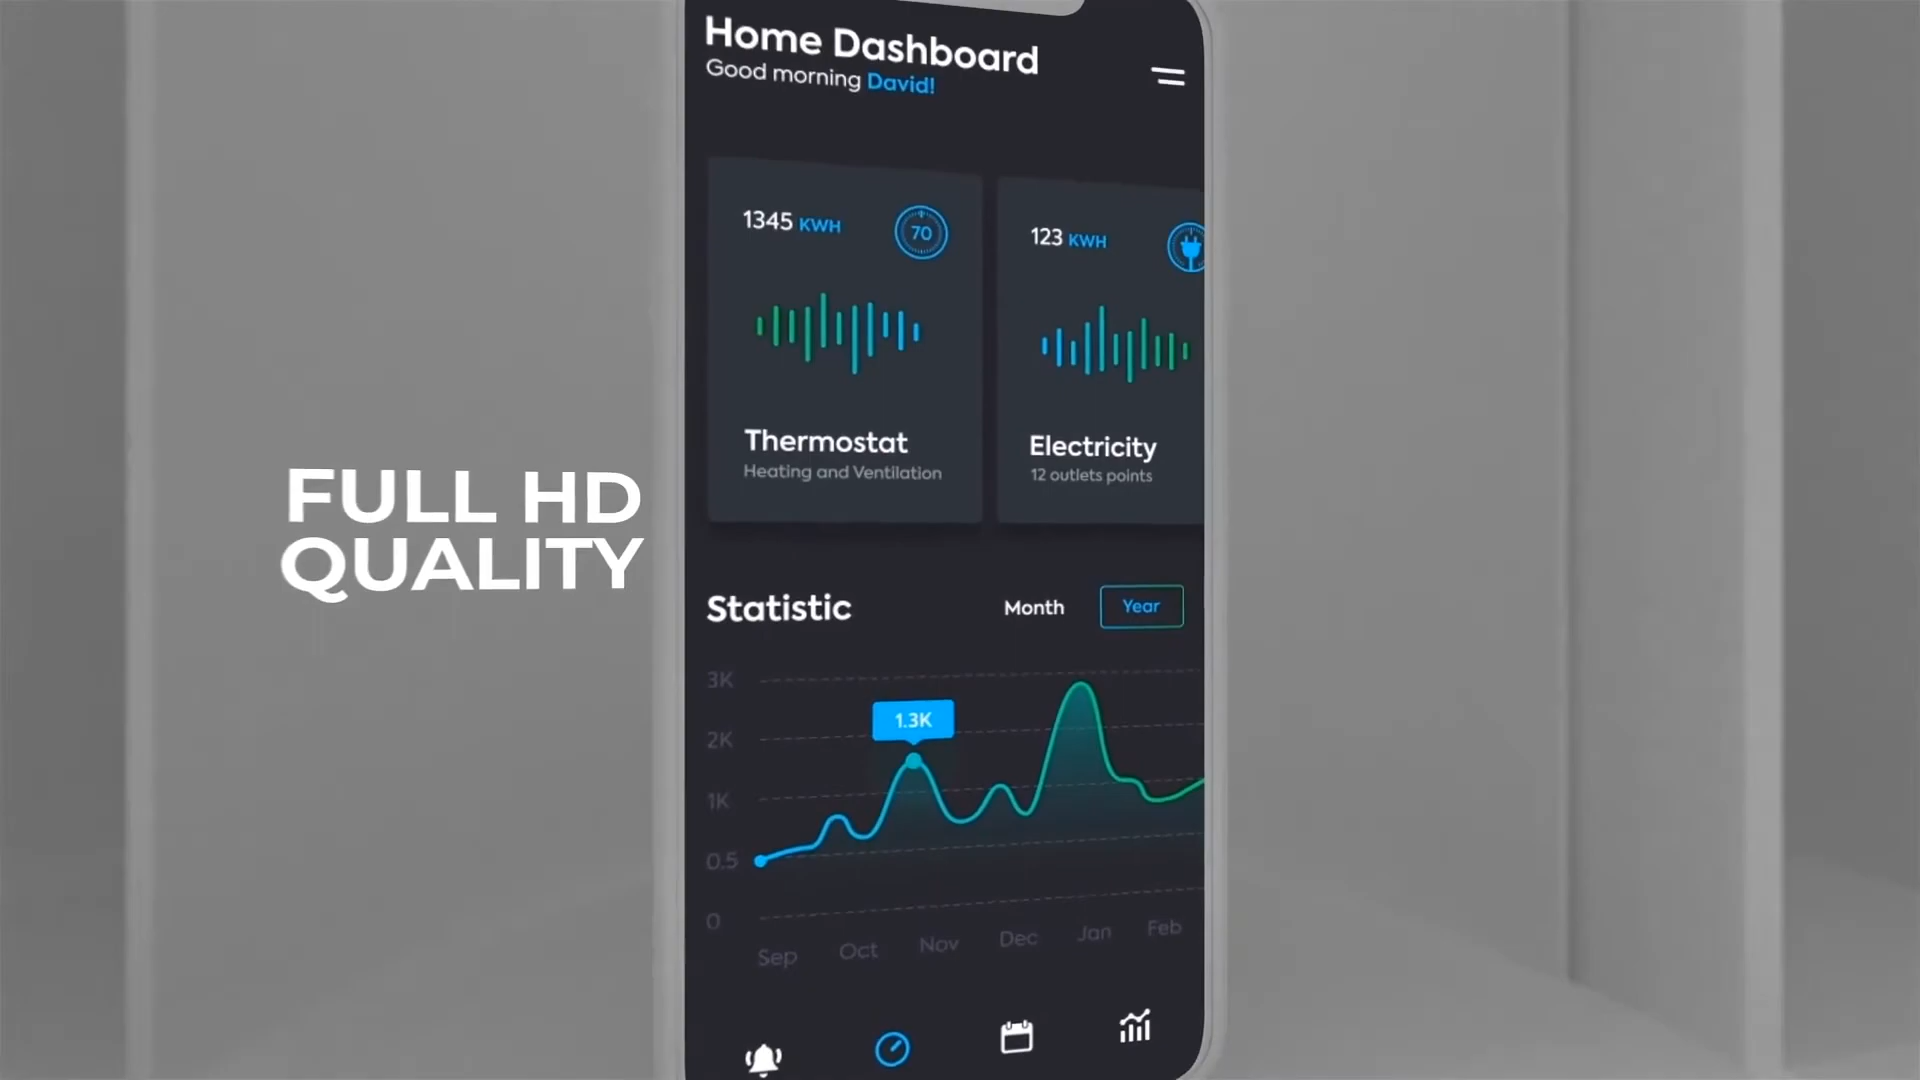 Home Dashboard
Good morning David!
1345 KWH
70
123 KWH
Thermostat
Heating and Ventilation
Electricity
12 outlets points
FULL HD
QUALITY
Statistic
Month
Year
3K
1.3K
2K
1K
0.5
0
Sep
Oct
Nov
Dec
Jan
Feb